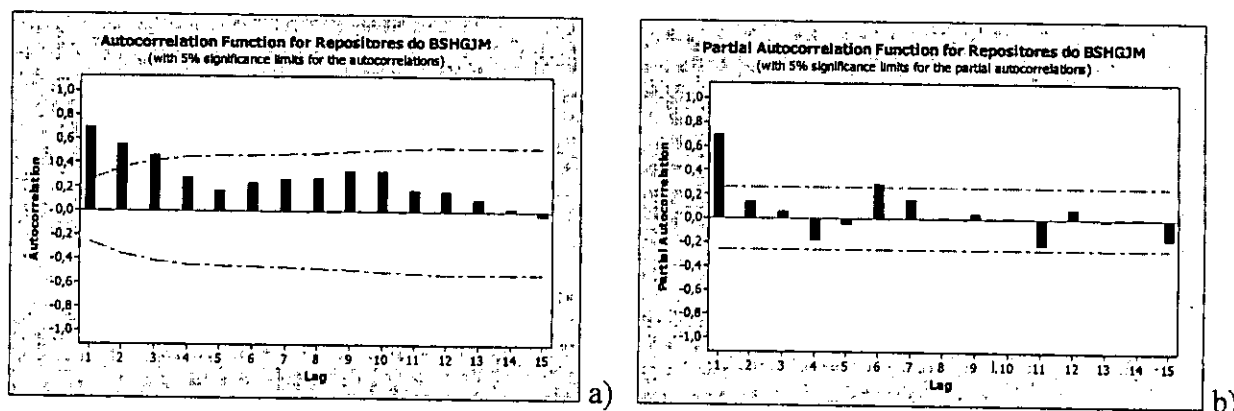 Autocorrelation Function for Repositores do BSHGJM
(with 5% significance limits for the autocorrelations)
1,0
0,8
0,6
0,4
0,2
0,0
-0,2
-0,4
-0,6
-0,8
-1,0
Autocorrelation
1 2 3 4 5 6 7 8 9 10 11 12 13 14 15
Lag
a)
Partial Autocorrelation Function for Repositores do BSHGJM
(with 5% significance limits for the partial autocorrelations)
1,0
0,8
0,6
0,4
0,2
0,0
-0,2
-0,4
-0,6
-0,8
-1,0
Partial Autocorrelation
1 2 3 4 5 6 7 8 9 10 11 12 13 14 15
Lag
b)